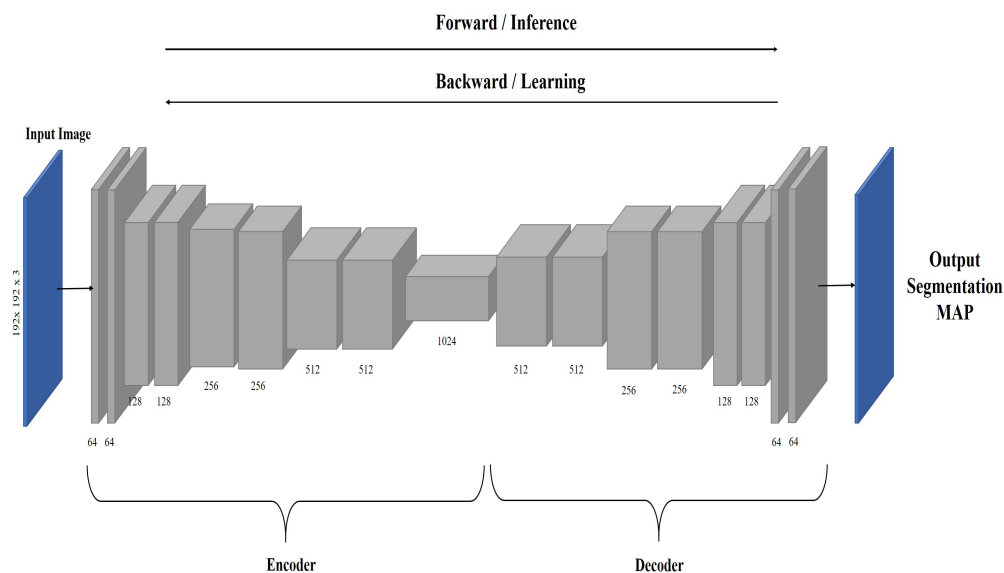 Forward / Inference
Backward / Learning
Input Image
192x 192 x 3
Output
Segmentation
MAP
64 64 128 128 256 256 512 512 1024 512 512 256 256 128 128 64 64
Encoder
Decoder